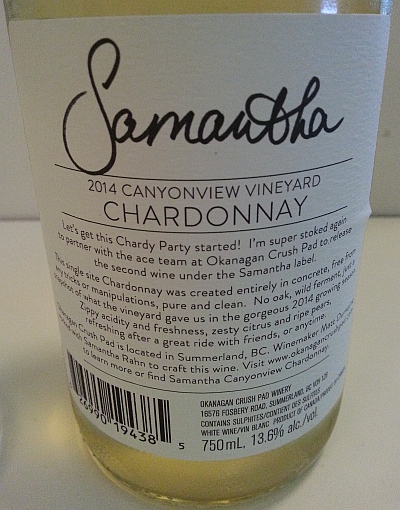 Samantha
2014 CANYONVIEW VINEYARD
CHARDONNAY
Let's get this Chardy Party started! I'm super stoked again
to partner with the ace team at Okanagan Crush Pad to release
the second wine under the Samantha label.
This single site Chardonnay was created entirely in concrete, free from
any tricks or manipulations, pure and clean. No oak, wild ferment, just a
snapshot of what the vineyard gave us in the gorgeous 2014 growing season.
Zippy acidity and freshness, zesty citrus and ripe pears,
refreshing after a great ride with friends, or anytime.
Okanagan Crush Pad is located in Summerland, BC. Winemaker Matt
with Samantha Rahn to craft this wine. Visit
to learn more or find Samantha Canyonview Chardonnay.
OKANAGAN CRUSH PAD WINERY
16576 FOSBERY ROAD, SUMMERLAND, BC V0H 1Z6
CONTAINS SULPHITES/CONTIENT DES SULFITES
WHITE WINE/VIN BLANC PRODUCT OF CANADA/PRODUIT
750mL, 13.6% alc./vol.
19438 5